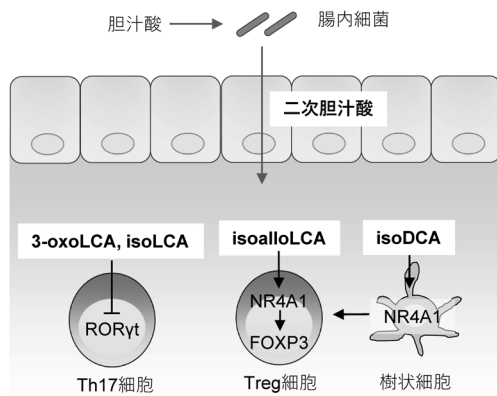 胆汁酸
腸内細菌
二次胆汁酸
3-oxoLCA, isoLCA
isoalloLCA
isoDCA
NR4A1
RORγt
FOXP3
NR4A1
Th17細胞
Treg細胞
樹状細胞